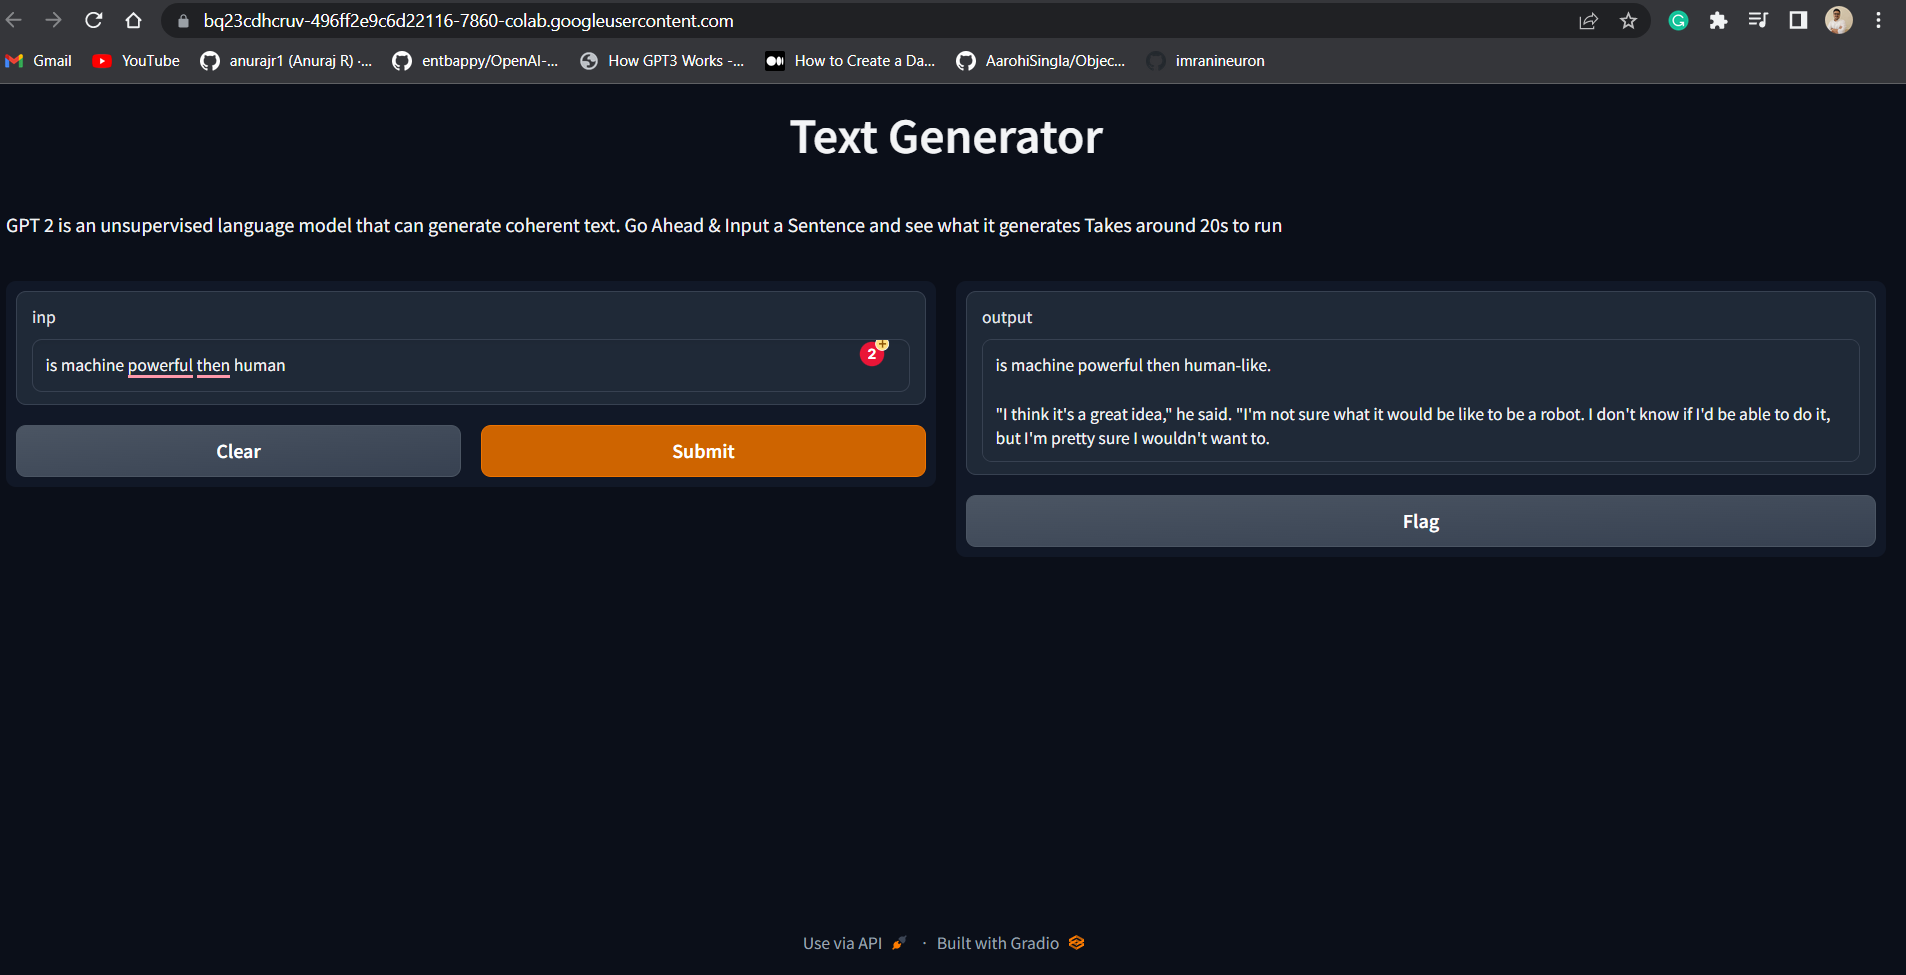 bq23cdhcruv-496ff2e9c6d22116-7860-colab.googleusercontent.com
Gmail YouTube anurajr1 (Anuraj R) ·... entbappy/OpenAI-... How GPT3 Works -... How to Create a Da... AarohiSingla/Objec... imranineuron
Text Generator
GPT 2 is an unsupervised language model that can generate coherent text. Go Ahead & Input a Sentence and see what it generates Takes around 20s to run
inp
is machine powerful then human
2
Clear Submit
output
is machine powerful then human-like.
"I think it's a great idea," he said. "I'm not sure what it would be like to be a robot. I don't know if I'd be able to do it,
but I'm pretty sure I wouldn't want to.
Flag
Use via API · Built with Gradio